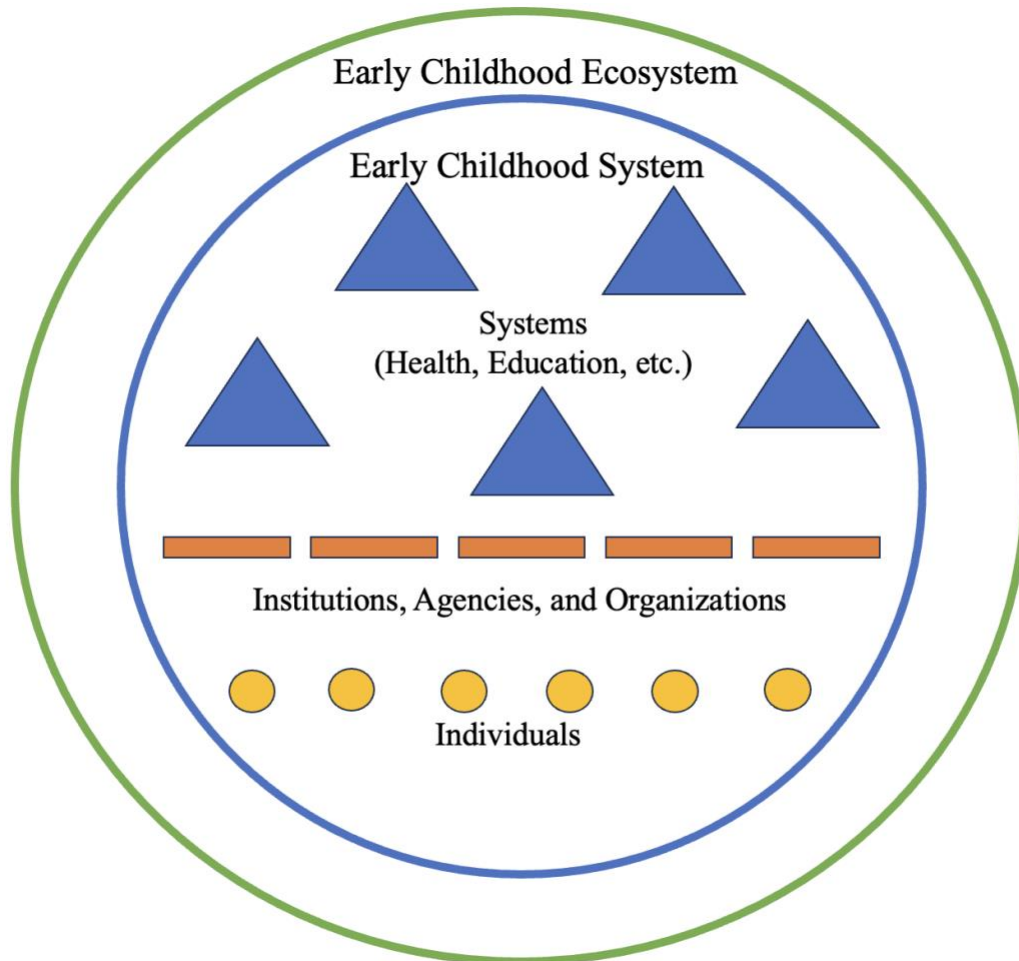 Early Childhood Ecosystem
Early Childhood System
Systems
(Health, Education, etc.)
Institutions, Agencies, and Organizations
Individuals